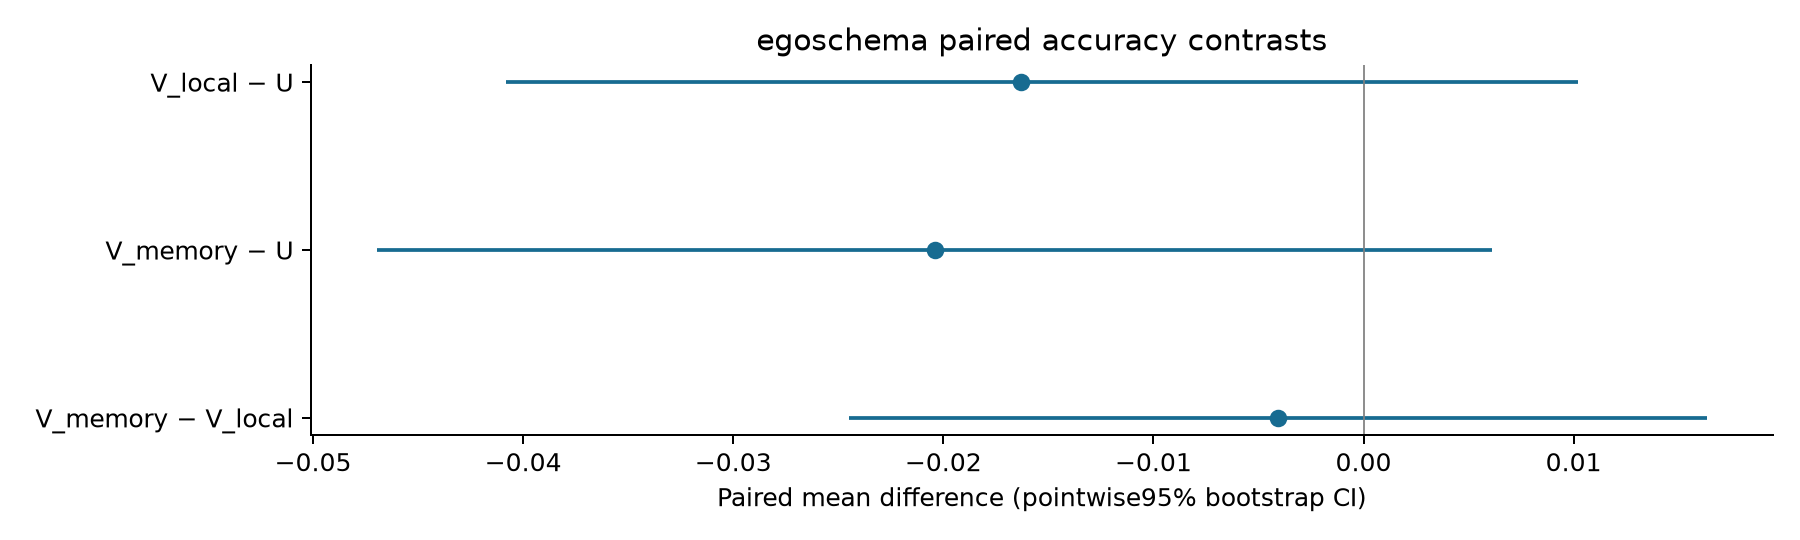 egoschema paired accuracy contrasts
V_local − U
V_memory − U
V_memory − V_local
−0.05 −0.04 −0.03 −0.02 −0.01 0.00 0.01
Paired mean difference (pointwise95% bootstrap CI)